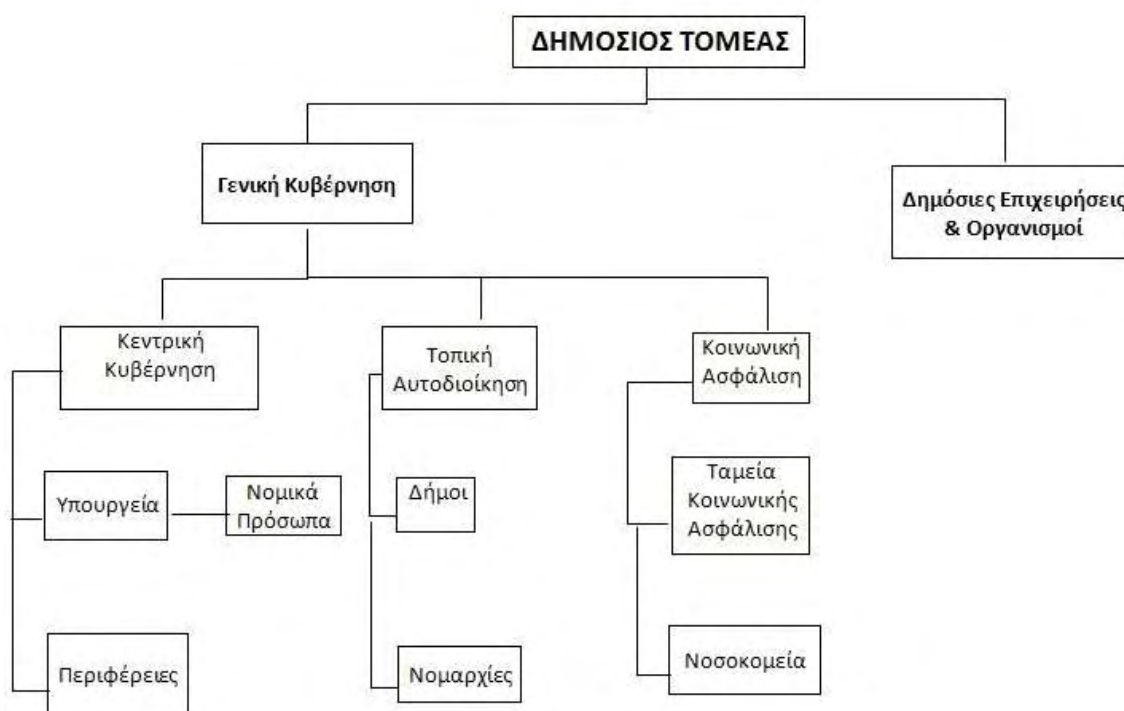 ΔΗΜΟΣΙΟΣ ΤΟΜΕΑΣ
Γενική Κυβέρνηση
Δημόσιες Επιχειρήσεις
& Οργανισμοί
Κεντρική
Κυβέρνηση
Τοπική
Αυτοδιοίκηση
Κοινωνική
Ασφάλιση
Υπουργεία
Νομικά
Πρόσωπα
Δήμοι
Ταμεία
Κοινωνικής
Ασφάλισης
Περιφέρειες
Νομαρχίες
Νοσοκομεία